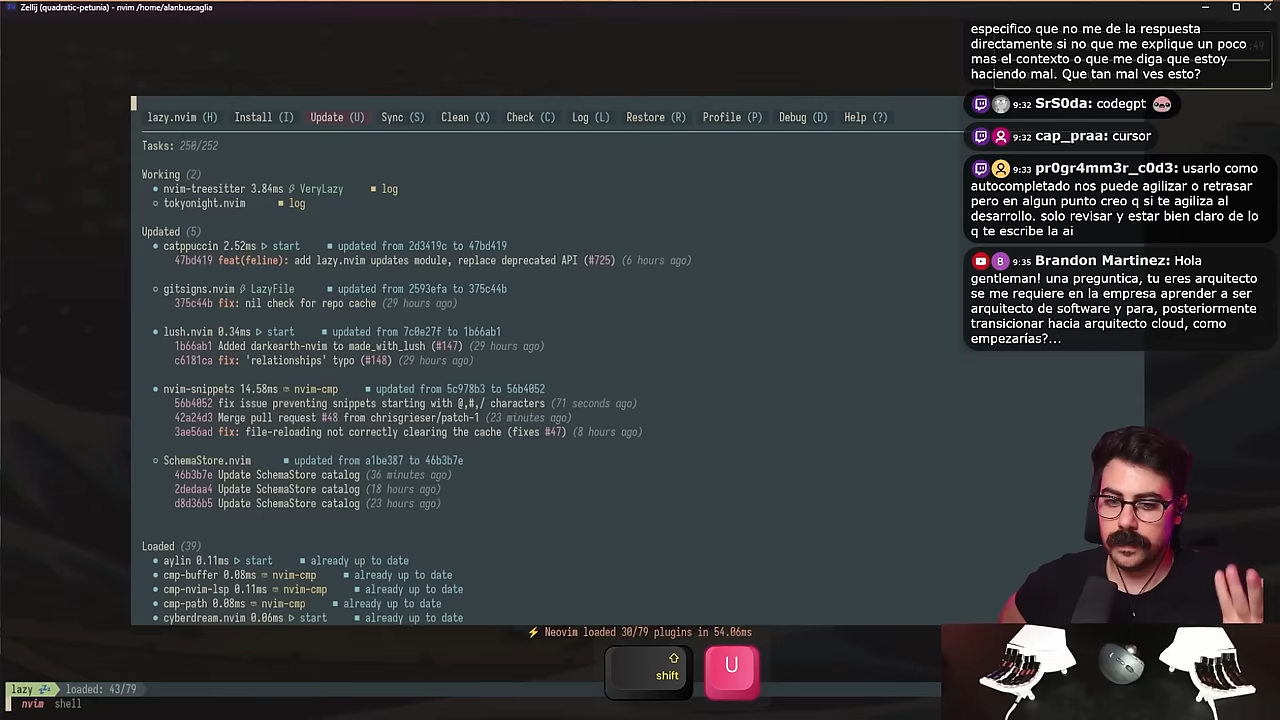 Zellij (quadratic-petunia) - nvim /home/alanbuscaglia
lazy.nvim (H) Install (I) Update (U) Sync (S) Clean (X) Check (C) Log (L) Restore (R) Profile (P) Debug (D) Help (?)
Tasks: 250/252
Working (2)
nvim-treesitter 3.84ms VeryLazy log
tokyonight.nvim log
Updated (5)
catppuccin 2.52ms start updated from 2d3419c to 47bd419
47bd419 feat(feline): add lazy.nvim updates module, replace deprecated API (#725) (6 hours ago)
gitsigns.nvim LazyFile updated from 2593efa to 375c44b
375c44b fix: nil check for repo cache (29 hours ago)
lush.nvim 0.34ms start updated from 7c0e27f to 1b66ab1
1b66ab1 Added darkearth-nvim to made_with_lush (#147) (29 hours ago)
c6181ca fix: 'relationships' typo (#148) (29 hours ago)
nvim-snippets 14.58ms nvim-cmp updated from 5c978b3 to 56b4052
56b4052 fix issue preventing snippets starting with @,#,/ characters (71 seconds ago)
42a24d3 Merge pull request #48 from chrisgrieser/patch-1 (23 minutes ago)
3ae56ad fix: file-reloading not correctly clearing the cache (fixes #47) (8 hours ago)
SchemaStore.nvim updated from a1be387 to 46b3b7e
46b3b7e Update SchemaStore catalog (36 minutes ago)
2dedaa4 Update SchemaStore catalog (18 hours ago)
d8d36b5 Update SchemaStore catalog (23 hours ago)
Loaded (39)
aylin 0.11ms start already up to date
cmp-buffer 0.08ms nvim-cmp already up to date
cmp-nvim-lsp 0.11ms nvim-cmp already up to date
cmp-path 0.08ms nvim-cmp already up to date
cyberdream.nvim 0.06ms start already up to date
Neovim loaded 30/79 plugins in 54.06ms
shift
U
lazy loaded: 43/79
nvim shell
especifico que no me de la respuesta
directamente si no que me explique un poco
mas el contexto o que me diga que estoy
haciendo mal. Que tan mal ves esto?
9:32 SrS0da: codegpt
9:32 cap_praa: cursor
9:33 pr0gr4mm3r_c0d3: usarlo como
autocompletado nos puede agilizar o retrasar
pero en algun punto creo q si te agiliza al
desarrollo. solo revisar y estar bien claro de lo
q te escribe la ai
B 9:35 Brandon Martinez: Hola
gentleman! una preguntica, tu eres arquitecto
se me requiere en la empresa aprender a ser
arquitecto de software y para, posteriormente
transicionar hacia arquitecto cloud, como
empezarías?...